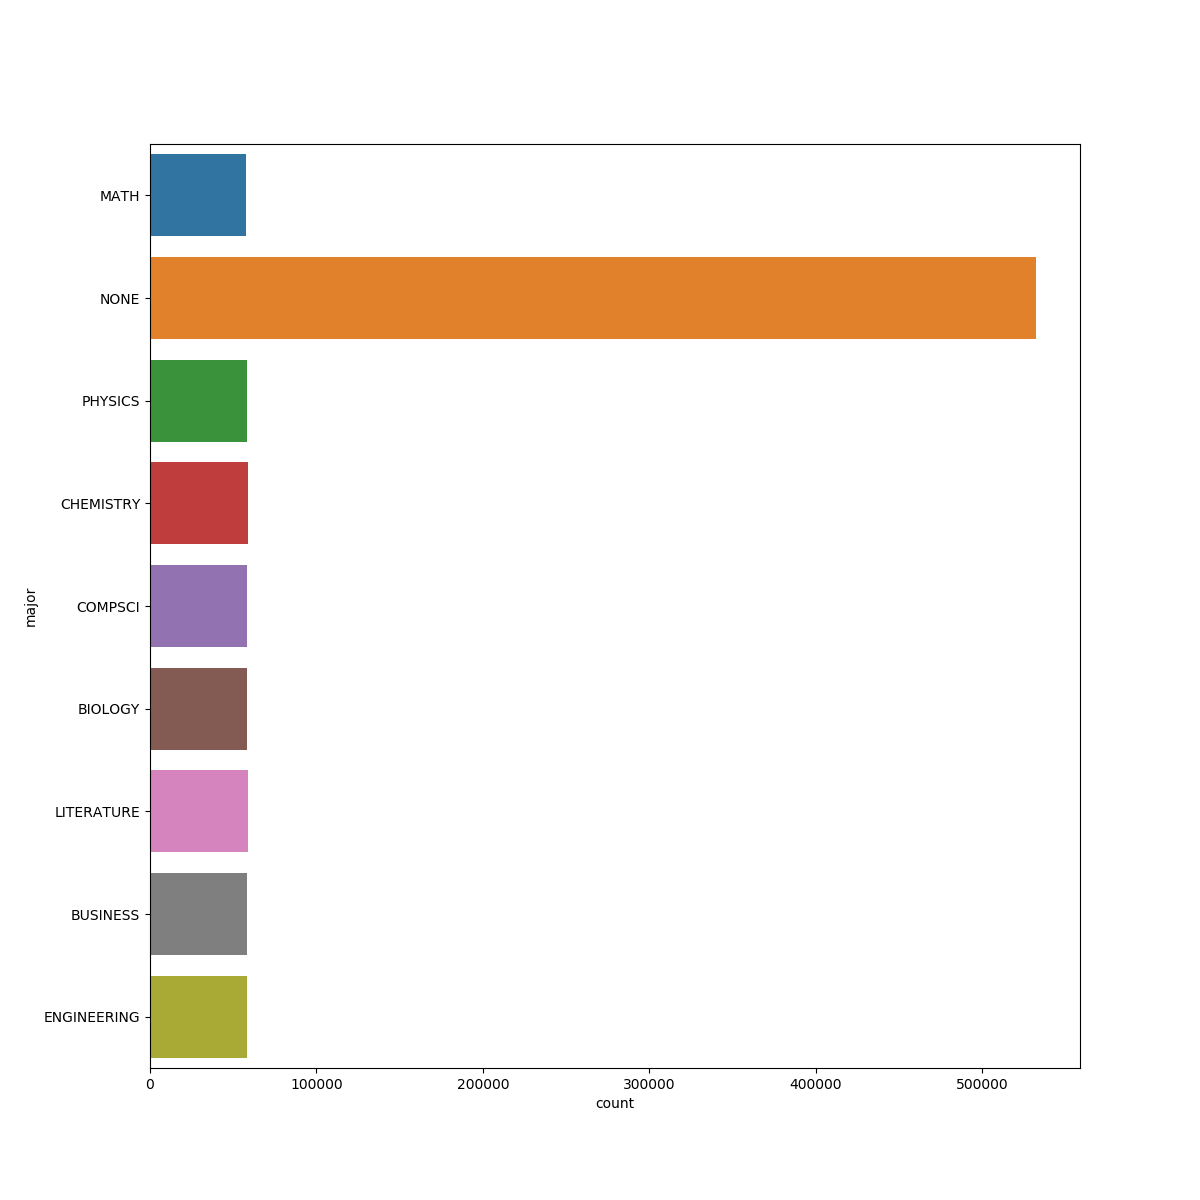 MATH
NONE
PHYSICS
CHEMISTRY
COMPSCI
BIOLOGY
LITERATURE
BUSINESS
ENGINEERING
major
0 100000 200000 300000 400000 500000
count